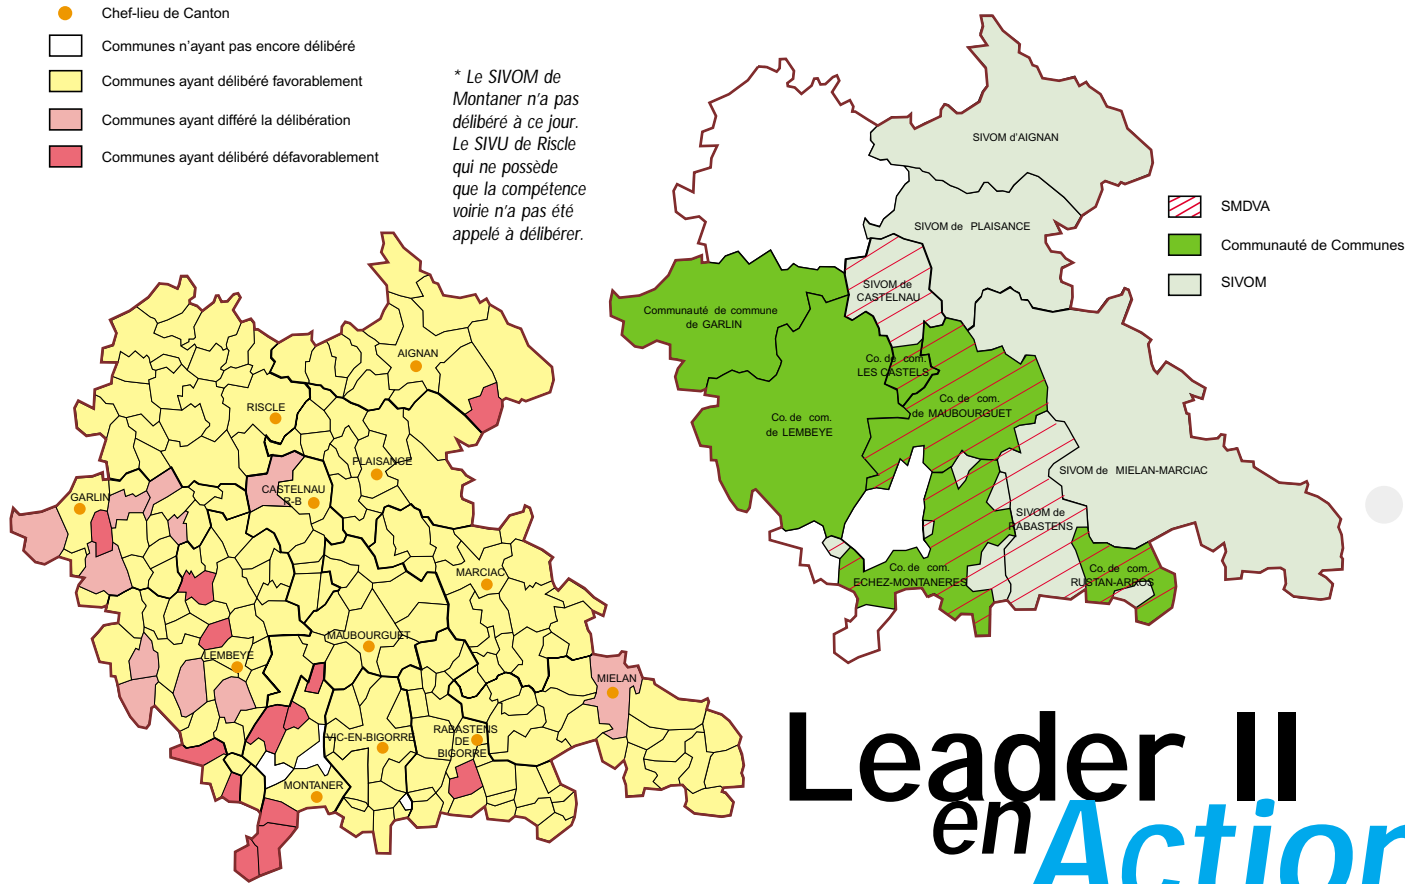 Chef-lieu de Canton
Communes n'ayant pas encore délibéré
Communes ayant délibéré favorablement
Communes ayant différé la délibération
Communes ayant délibéré défavorablement
* Le SIVOM de
Montaner n'a pas
délibéré à ce jour.
Le SIVU de Riscle
qui ne possède
que la compétence
voirie n'a pas été
appelé à délibérer.
AIGNAN
RISCLE
PLAISANCE
CASTELNAU
R-B
GARLIN
MARCIAC
MAUBOURGUET
LEMBEYE
MIELAN
VIC-EN-BIGORRE
RABASTENS
DE
BIGORRE
MONTANER
SIVOM d'AIGNAN
SIVOM de PLAISANCE
SIVOM de
CASTELNAU
Communauté de commune
de GARLIN
Co. de com.
LES CASTELS
Co. de com.
de MAUBOURGUET
Co. de com.
de LEMBEYE
SIVOM de MIELAN-MARCIAC
SIVOM de
RABASTENS
Co. de com.
ECHEZ-MONTANERES
Co. de com.
RUSTAN-ARROS
SMDVA
Communauté de Communes
SIVOM
Leader II
en Action